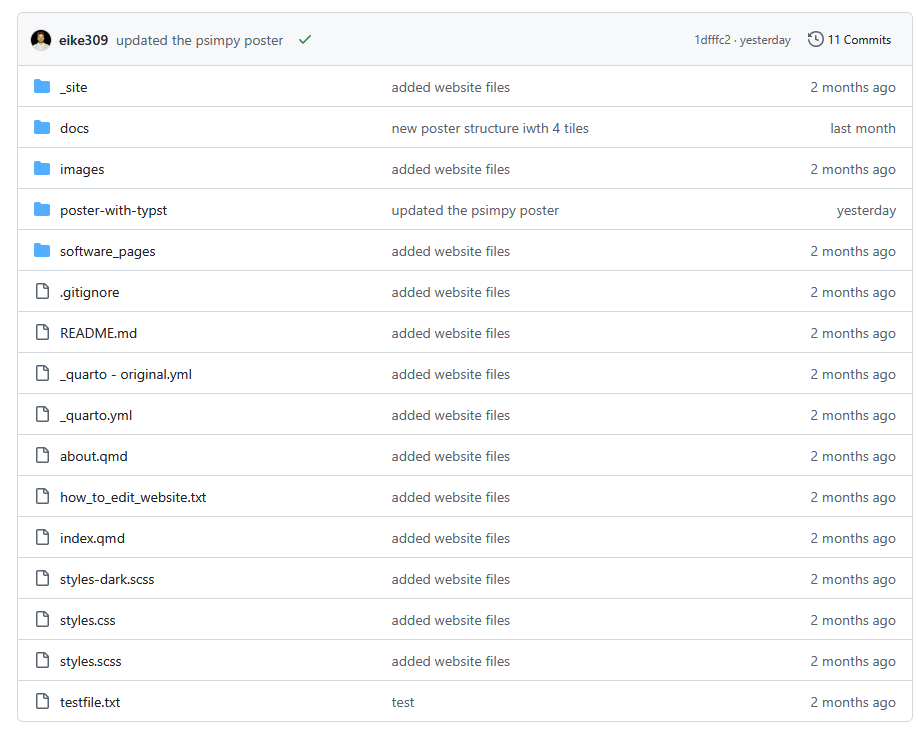 eike309 updated the psimpy poster 1dfffc2 · yesterday 11 Commits
_site added website files 2 months ago
docs new poster structure iwth 4 tiles last month
images added website files 2 months ago
poster-with-typst updated the psimpy poster yesterday
software_pages added website files 2 months ago
.gitignore added website files 2 months ago
README.md added website files 2 months ago
_quarto - original.yml added website files 2 months ago
_quarto.yml added website files 2 months ago
about.qmd added website files 2 months ago
how_to_edit_website.txt added website files 2 months ago
index.qmd added website files 2 months ago
styles-dark.scss added website files 2 months ago
styles.css added website files 2 months ago
styles.scss added website files 2 months ago
testfile.txt test 2 months ago